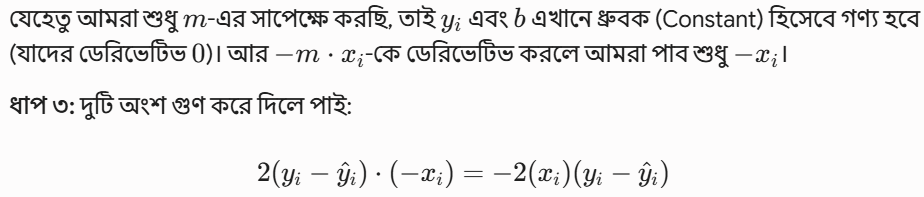 যেহেতু আমরা শুধু m-এর সাপেক্ষে করছি, তাই yᵢ এবং b এখানে ধ্রুবক (Constant) হিসেবে গণ্য হবে
(যাদের ডেরিভেটিভ 0)। আর −m · xᵢ-কে ডেরিভেটিভ করলে আমরা পাব শুধু −xᵢ।
ধাপ ৩: দুটি অংশ গুণ করে দিলে পাই:
2(yᵢ − ŷᵢ) · (−xᵢ) = −2(xᵢ)(yᵢ − ŷᵢ)